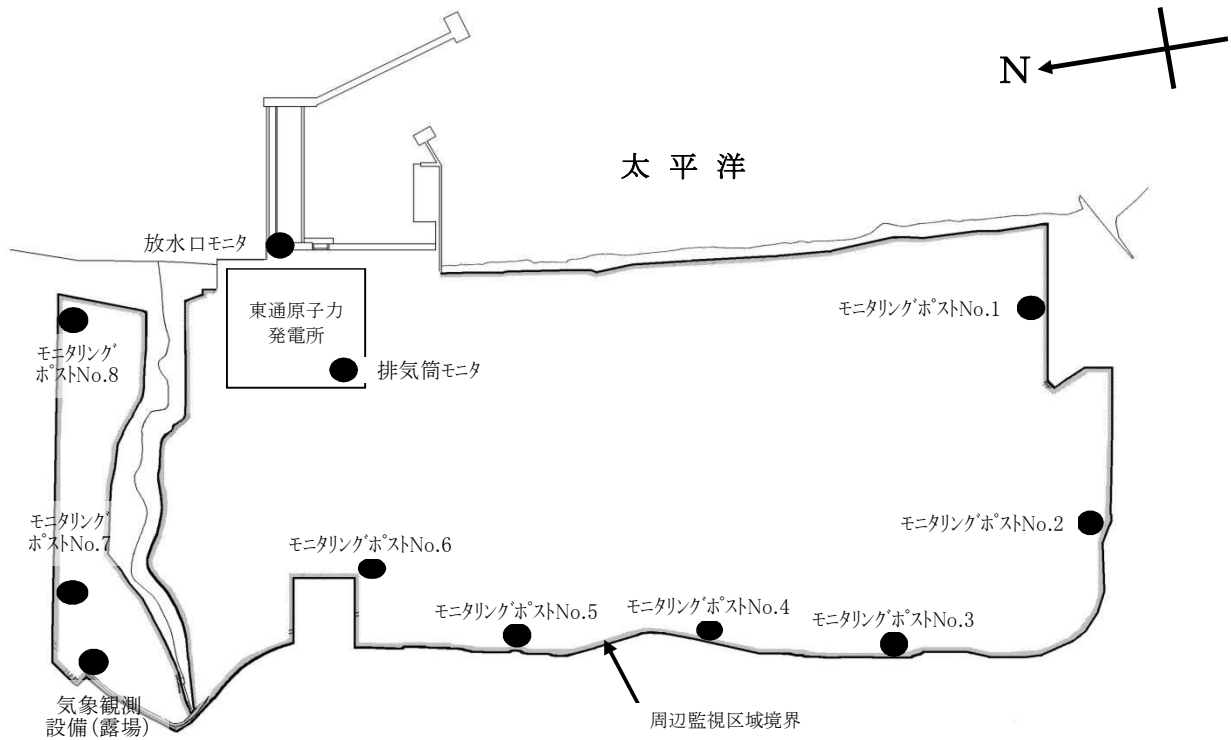 N
太 平 洋
放水口ﾓﾆﾀ
東通原子力
発電所
排気筒ﾓﾆﾀ
ﾓﾆﾀﾘﾝｸﾞﾎﾟｽﾄNo.1
ﾓﾆﾀﾘﾝｸﾞ
ﾎﾟｽﾄNo.8
ﾓﾆﾀﾘﾝｸﾞ
ﾎﾟｽﾄNo.7
ﾓﾆﾀﾘﾝｸﾞﾎﾟｽﾄNo.2
ﾓﾆﾀﾘﾝｸﾞﾎﾟｽﾄNo.6
ﾓﾆﾀﾘﾝｸﾞﾎﾟｽﾄNo.5
ﾓﾆﾀﾘﾝｸﾞﾎﾟｽﾄNo.4
ﾓﾆﾀﾘﾝｸﾞﾎﾟｽﾄNo.3
気象観測
設備(露場)
周辺監視区域境界